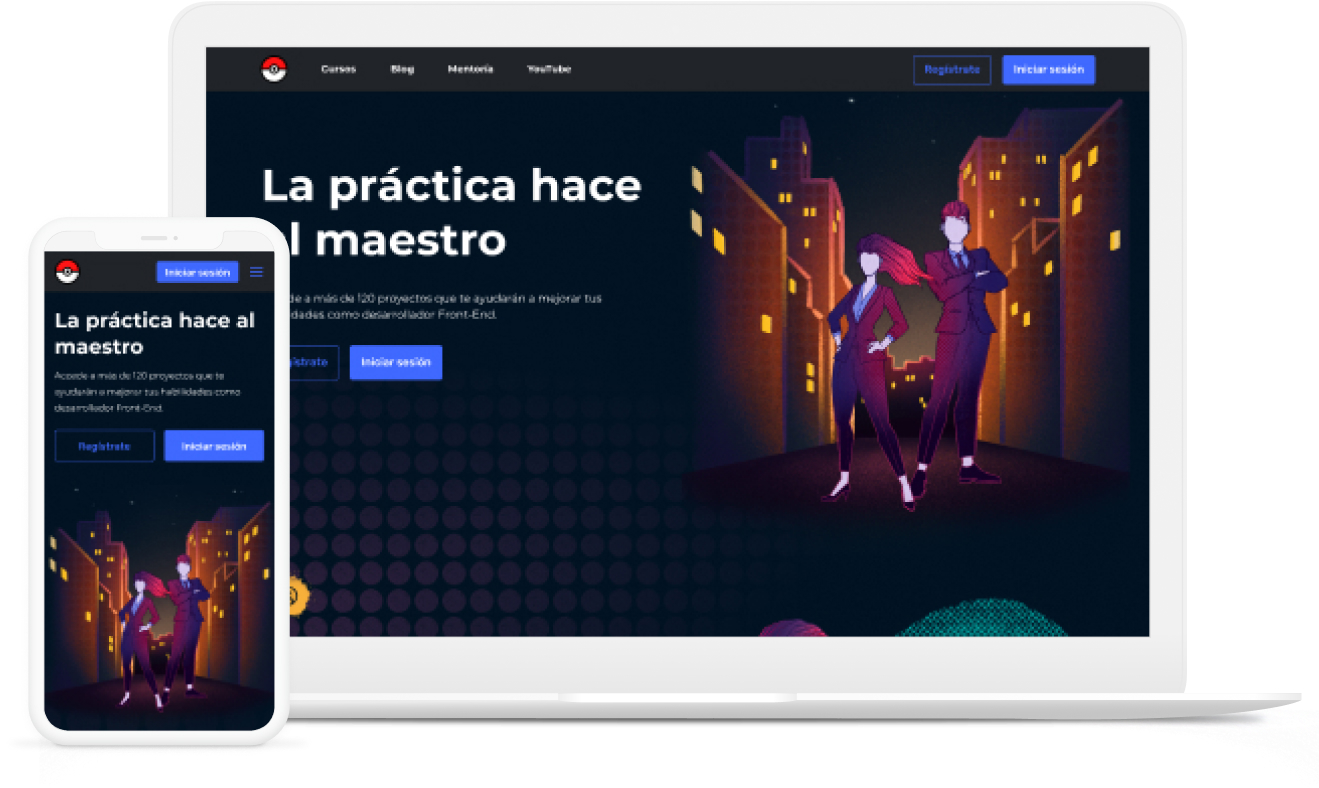 Cursos Blog Mentoría YouTube Regístrate Iniciar sesión
La práctica hace
l maestro
de a más de 120 proyectos que te ayudarán a mejorar tus
dades como desarrollador Front-End.
istrate Iniciar sesión
Iniciar sesión
La práctica hace al
maestro
Accede a más de 120 proyectos que te
ayudarán a mejorar tus habilidades como
desarrollador Front-End.
Regístrate Iniciar sesión